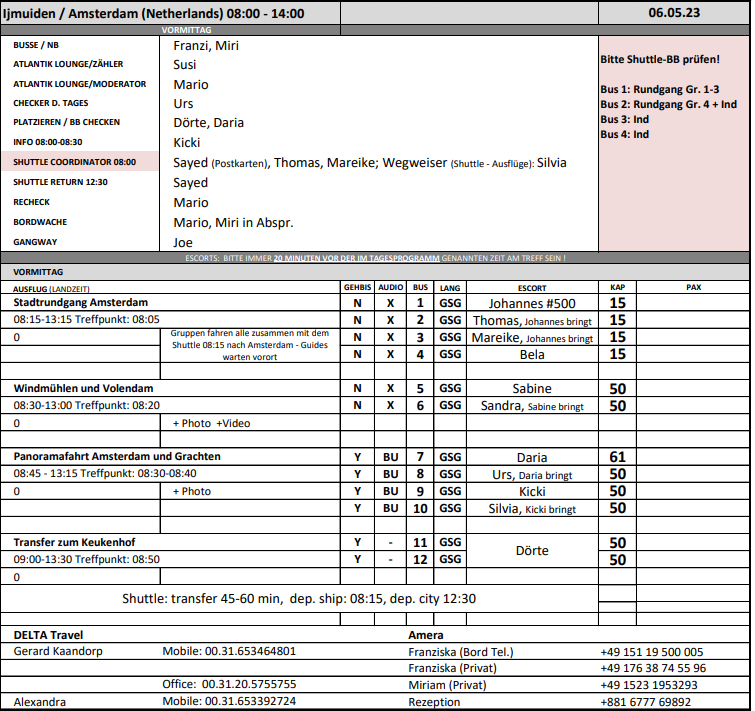 Ijmuiden / Amsterdam (Netherlands) 08:00 - 14:00 06.05.23
VORMITTAG
BUSSE / NB Franzi, Miri
ATLANTIK LOUNGE/ZÄHLER Susi
ATLANTIK LOUNGE/MODERATOR Mario
CHECKER D. TAGES Urs
PLATZIEREN / BB CHECKEN Dörte, Daria
INFO 08:00-08:30 Kicki
SHUTTLE COORDINATOR 08:00 Sayed (Postkarten), Thomas, Mareike; Wegweiser (Shuttle - Ausflüge): Silvia
SHUTTLE RETURN 12:30 Sayed
RECHECK Mario
BORDWACHE Mario, Miri in Abspr.
GANGWAY Joe
Bitte Shuttle-BB prüfen!
Bus 1: Rundgang Gr. 1-3
Bus 2: Rundgang Gr. 4 + Ind
Bus 3: Ind
Bus 4: Ind
ESCORTS: BITTE IMMER 20 MINUTEN VOR DER IM TAGESPROGRAMM GENANNTEN ZEIT AM TREFF SEIN !
VORMITTAG
AUSFLUG (LANDZEIT) GEHBIS AUDIO BUS LANG ESCORT KAP PAX
Stadtrundgang Amsterdam N X 1 GSG Johannes #500 15
08:15-13:15 Treffpunkt: 08:05 N X 2 GSG Thomas, Johannes bringt 15
0 Gruppen fahren alle zusammen mit dem N X 3 GSG Mareike, Johannes bringt 15
Shuttle 08:15 nach Amsterdam - Guides
warten vorort N X 4 GSG Bela 15
Windmühlen und Volendam N X 5 GSG Sabine 50
08:30-13:00 Treffpunkt: 08:20 N X 6 GSG Sandra, Sabine bringt 50
0 + Photo +Video
Panoramafahrt Amsterdam und Grachten Y BU 7 GSG Daria 61
08:45 - 13:15 Treffpunkt: 08:30-08:40 Y BU 8 GSG Urs, Daria bringt 50
0 + Photo Y BU 9 GSG Kicki 50
Y BU 10 GSG Silvia, Kicki bringt 50
Transfer zum Keukenhof Y - 11 GSG Dörte 50
09:00-13:30 Treffpunkt: 08:50 Y - 12 GSG 50
0
Shuttle: transfer 45-60 min, dep. ship: 08:15, dep. city 12:30
DELTA Travel Amera
Gerard Kaandorp Mobile: 00.31.653464801 Franziska (Bord Tel.) +49 151 19 500 005
Franziska (Privat) +49 176 38 74 55 96
Office: 00.31.20.5755755 Miriam (Privat) +49 1523 1953293
Alexandra Mobile: 00.31.653392724 Rezeption +881 6777 69892